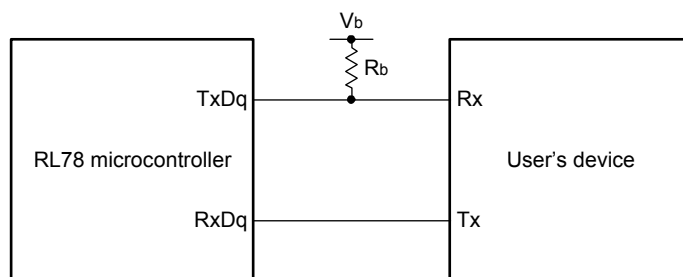 Vb
Rb
TxDq Rx
RL78 microcontroller User's device
RxDq Tx